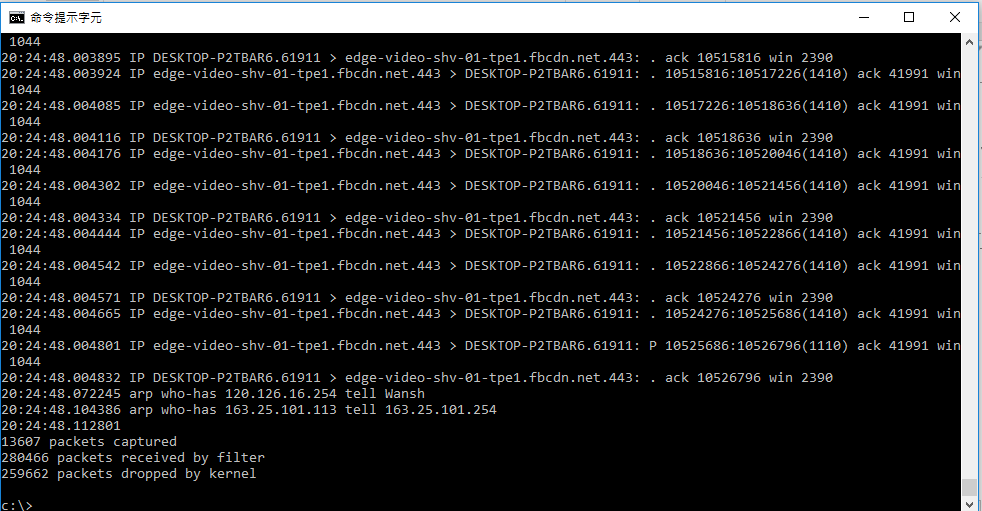 命令提示字元
1044
20:24:48.003895 IP DESKTOP-P2TBAR6.61911 > edge-video-shv-01-tpe1.fbcdn.net.443: . ack 10515816 win 2390
20:24:48.003924 IP edge-video-shv-01-tpe1.fbcdn.net.443 > DESKTOP-P2TBAR6.61911: . 10515816:10517226(1410) ack 41991 win
1044
20:24:48.004085 IP edge-video-shv-01-tpe1.fbcdn.net.443 > DESKTOP-P2TBAR6.61911: . 10517226:10518636(1410) ack 41991 win
1044
20:24:48.004116 IP DESKTOP-P2TBAR6.61911 > edge-video-shv-01-tpe1.fbcdn.net.443: . ack 10518636 win 2390
20:24:48.004176 IP edge-video-shv-01-tpe1.fbcdn.net.443 > DESKTOP-P2TBAR6.61911: . 10518636:10520046(1410) ack 41991 win
1044
20:24:48.004302 IP edge-video-shv-01-tpe1.fbcdn.net.443 > DESKTOP-P2TBAR6.61911: . 10520046:10521456(1410) ack 41991 win
1044
20:24:48.004334 IP DESKTOP-P2TBAR6.61911 > edge-video-shv-01-tpe1.fbcdn.net.443: . ack 10521456 win 2390
20:24:48.004444 IP edge-video-shv-01-tpe1.fbcdn.net.443 > DESKTOP-P2TBAR6.61911: . 10521456:10522866(1410) ack 41991 win
1044
20:24:48.004542 IP edge-video-shv-01-tpe1.fbcdn.net.443 > DESKTOP-P2TBAR6.61911: . 10522866:10524276(1410) ack 41991 win
1044
20:24:48.004571 IP DESKTOP-P2TBAR6.61911 > edge-video-shv-01-tpe1.fbcdn.net.443: . ack 10524276 win 2390
20:24:48.004665 IP edge-video-shv-01-tpe1.fbcdn.net.443 > DESKTOP-P2TBAR6.61911: . 10524276:10525686(1410) ack 41991 win
1044
20:24:48.004801 IP edge-video-shv-01-tpe1.fbcdn.net.443 > DESKTOP-P2TBAR6.61911: P 10525686:10526796(1110) ack 41991 win
1044
20:24:48.004832 IP DESKTOP-P2TBAR6.61911 > edge-video-shv-01-tpe1.fbcdn.net.443: . ack 10526796 win 2390
20:24:48.072245 arp who-has 120.126.16.254 tell Wansh
20:24:48.104386 arp who-has 163.25.101.113 tell 163.25.101.254
20:24:48.112801
13607 packets captured
280466 packets received by filter
259662 packets dropped by kernel
c:\>